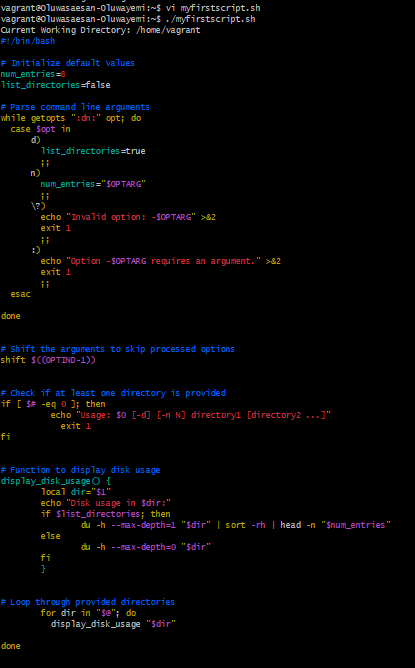 vagrant@Oluwasaesan-Oluwayemi:~$ vi myfirstscript.sh
vagrant@Oluwasaesan-Oluwayemi:~$ ./myfirstscript.sh
Current Working Directory: /home/vagrant
#!/bin/bash

# Initialize default values
num_entries=8
list_directories=false

# Parse command line arguments
while getopts ":dn:" opt; do
  case $opt in
      d)
        list_directories=true
        ;;
      n)
        num_entries="$OPTARG"
        ;;
      \?)
        echo "Invalid option: -$OPTARG" >&2
        exit 1
        ;;
      :)
        echo "Option -$OPTARG requires an argument." >&2
        exit 1
        ;;
  esac

done

# Shift the arguments to skip processed options
shift $((OPTIND-1))

# Check if at least one directory is provided
if [ $# -eq 0 ]; then
          echo "Usage: $0 [-d] [-n N] directory1 [directory2 ...]"
            exit 1
fi

# Function to display disk usage
display_disk_usage() {
        local dir="$1"
        echo "Disk usage in $dir:"
        if $list_directories; then
                du -h --max-depth=1 "$dir" | sort -rh | head -n "$num_entries"
        else
                du -h --max-depth=0 "$dir"
        fi
        }

# Loop through provided directories
        for dir in "$@"; do
          display_disk_usage "$dir"

done